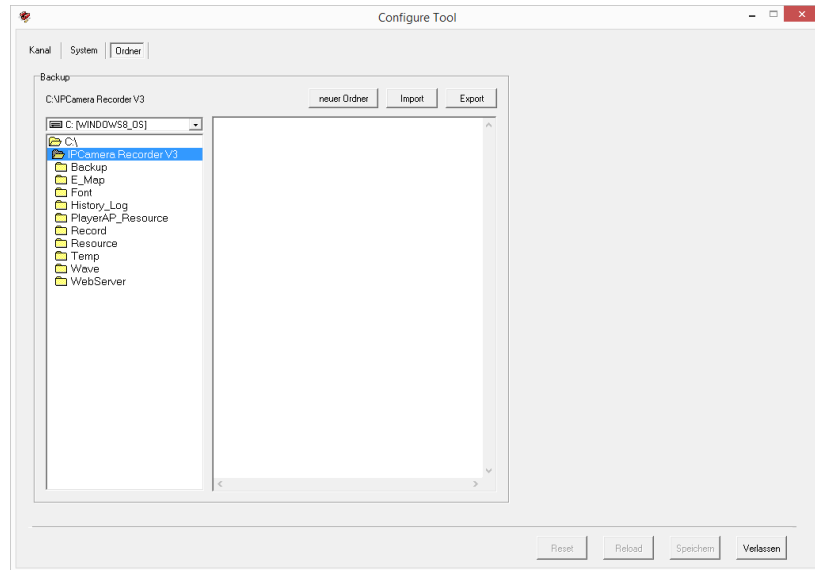 Configure Tool
Kanal System Ordner
Backup
C:\IPCamera Recorder V3 neuer Ordner Import Export
C: [WINDOWS8_OS]
C:\
IPCamera Recorder V3
Backup
E_Map
Font
History_Log
PlayerAP_Resource
Record
Resource
Temp
Wave
WebServer
Reset Reload Speichern Verlassen